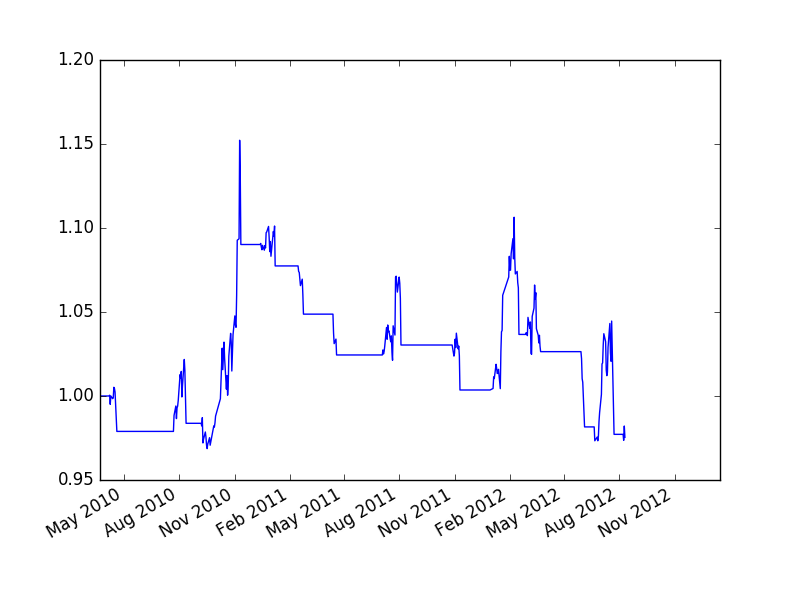 1.20
1.15
1.10
1.05
1.00
0.95
May 2010
Aug 2010
Nov 2010
Feb 2011
May 2011
Aug 2011
Nov 2011
Feb 2012
May 2012
Aug 2012
Nov 2012